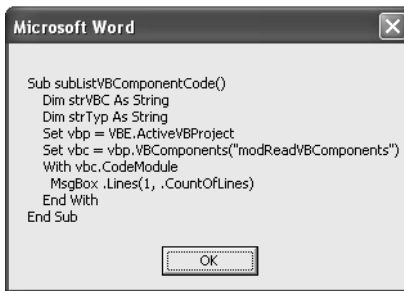 Microsoft Word
Sub subListVBComponentCode()
Dim strVBC As String
Dim strTyp As String
Set vbp = VBE.ActiveVBProject
Set vbc = vbp.VBComponents("modReadVBComponents")
With vbc.CodeModule
MsgBox .Lines(1, .CountOfLines)
End With
End Sub
OK